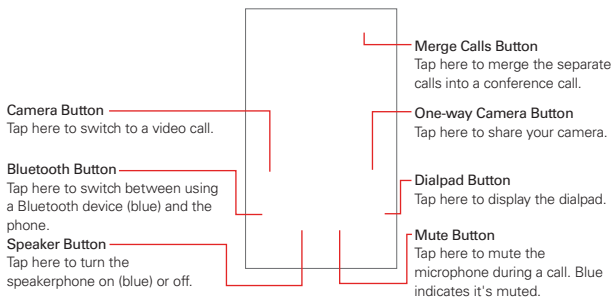 Merge Calls Button
Tap here to merge the separate
calls into a conference call.
Camera Button
Tap here to switch to a video call.
One-way Camera Button
Tap here to share your camera.
Bluetooth Button
Tap here to switch between using
a Bluetooth device (blue) and the
phone.
Dialpad Button
Tap here to display the dialpad.
Speaker Button
Tap here to turn the
speakerphone on (blue) or off.
Mute Button
Tap here to mute the
microphone during a call. Blue
indicates it's muted.